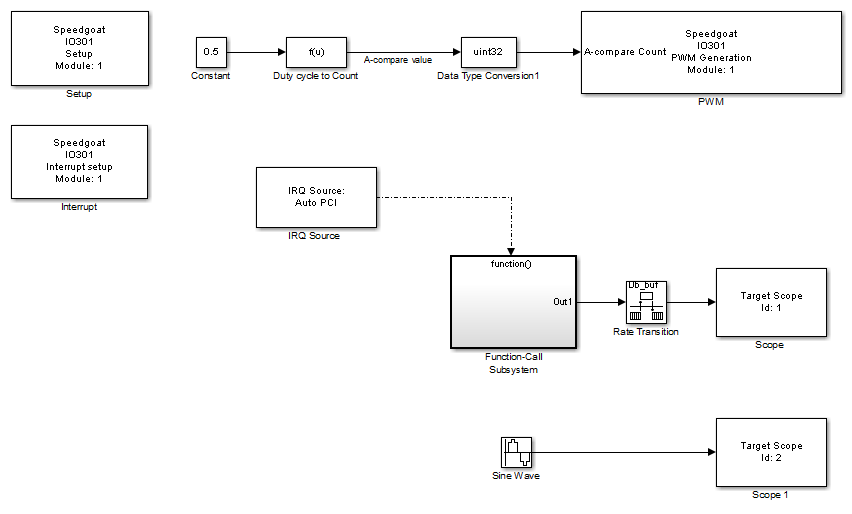 Speedgoat
IO301
Setup
Module: 1
Setup
0.5
Constant
f(u)
Duty cycle to Count
A-compare value
uint32
Data Type Conversion1
A-compare Count
Speedgoat
IO301
PWM Generation
Module: 1
PWM
Speedgoat
IO301
Interrupt setup
Module: 1
Interrupt
IRQ Source:
Auto PCI
IRQ Source
function()
Out1
Function-Call
Subsystem
Db_buf
Rate Transition
Target Scope
Id: 1
Scope
Sine Wave
Target Scope
Id: 2
Scope 1